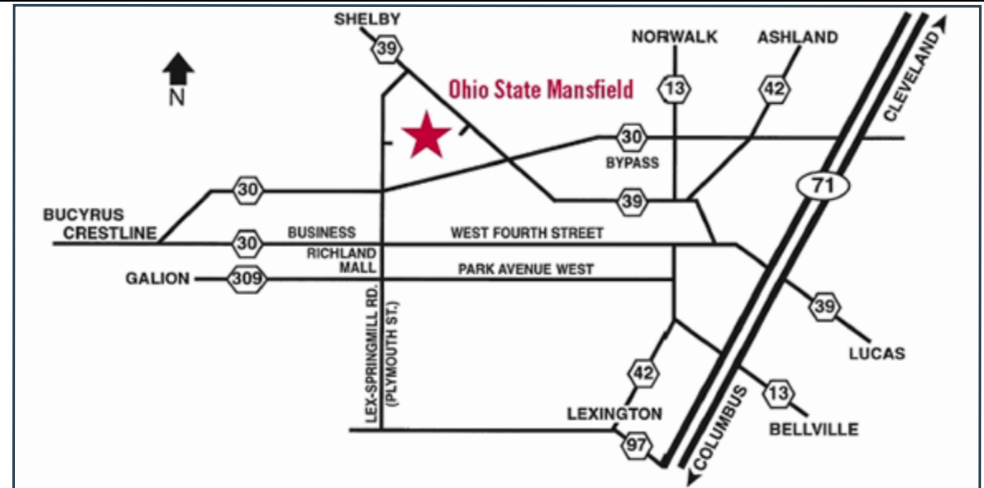 SHELBY
39
NORWALK
ASHLAND
CLEVELAND
N
Ohio State Mansfield
13
42
30
BYPASS
71
30
39
BUCYRUS
CRESTLINE
30
BUSINESS
WEST FOURTH STREET
RICHLAND
MALL
PARK AVENUE WEST
GALION
309
LEX-SPRINGMILL RD.
(PLYMOUTH ST.)
39
LUCAS
42
13
LEXINGTON
BELLVILLE
97
COLUMBUS